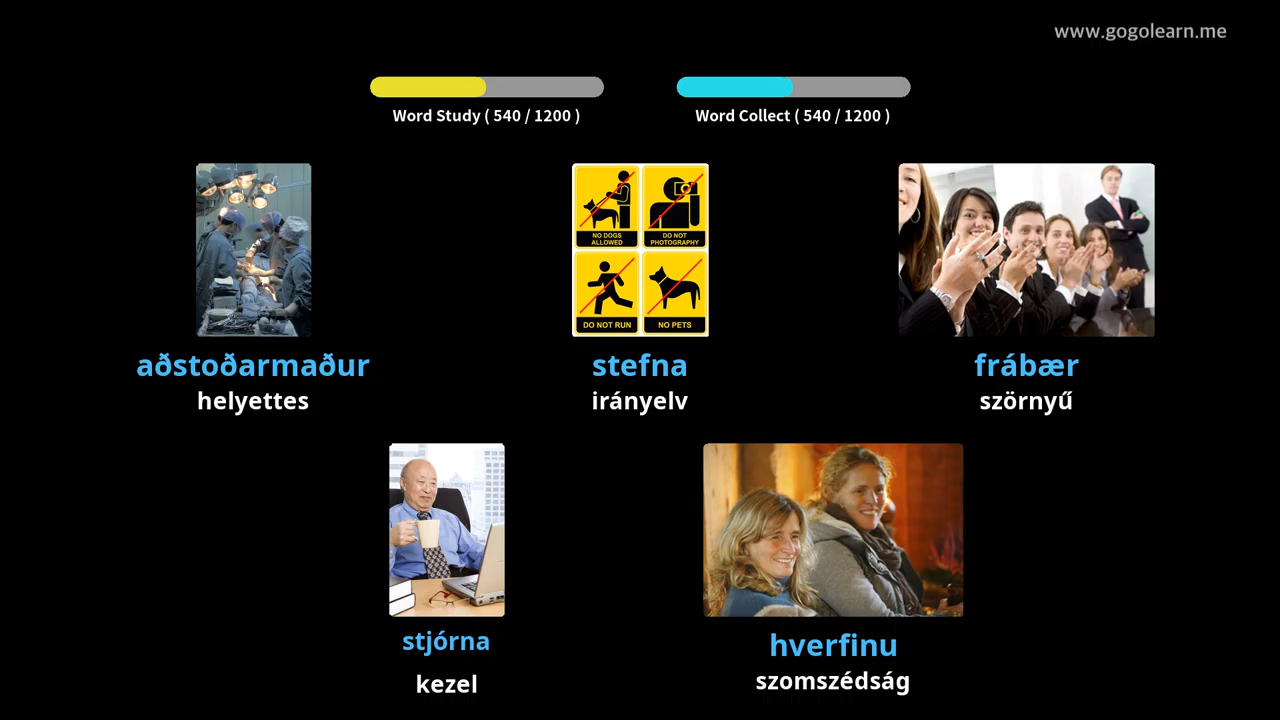 www.gogolearn.me
Word Study ( 540 / 1200 )
Word Collect ( 540 / 1200 )
NO DOGS
ALLOWED
DO NOT
PHOTOGRAPHY
DO NOT RUN
NO PETS
aðstoðarmaður
stefna
frábær
helyettes
irányelv
szörnyű
stjórna
hverfinu
kezel
szomszédság